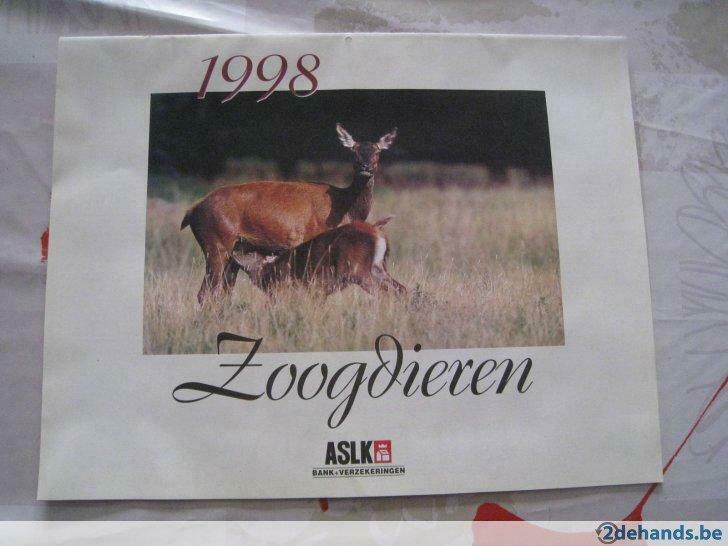 1998
Zoogdieren
ASLK
BANK+VERZEKERINGEN
2dehands.be